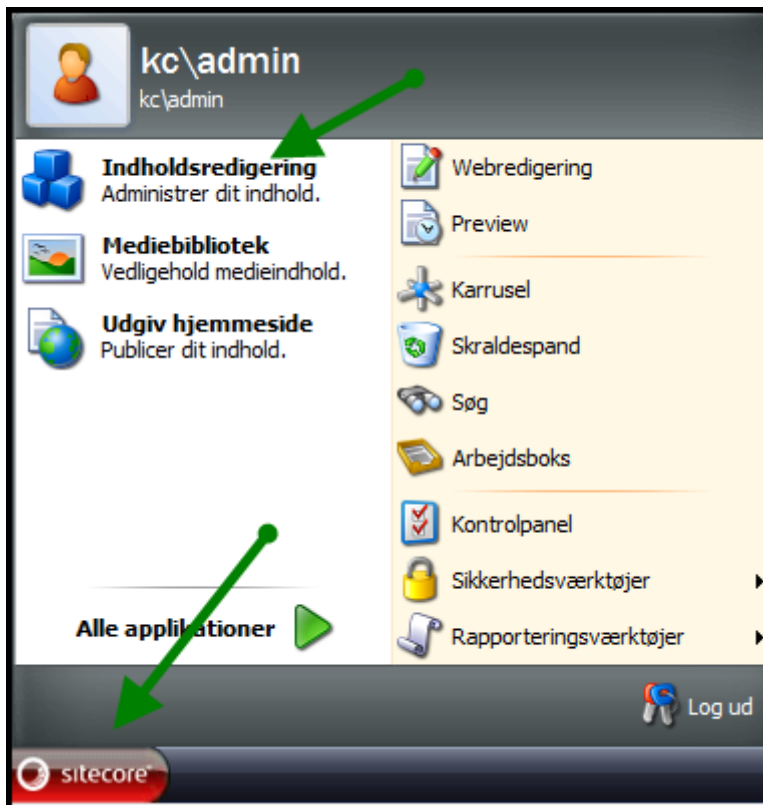 kc\admin
kc\admin
Indholdsredigering
Administrer dit indhold.
Mediebibliotek
Vedligehold medieindhold.
Udgiv hjemmeside
Publicer dit indhold.
Alle applikationer
Webredigering
Preview
Karrusel
Skraldespand
Søg
Arbejdsboks
Kontrolpanel
Sikkerhedsværktøjer
Rapporteringsværktøjer
Log ud
sitecore